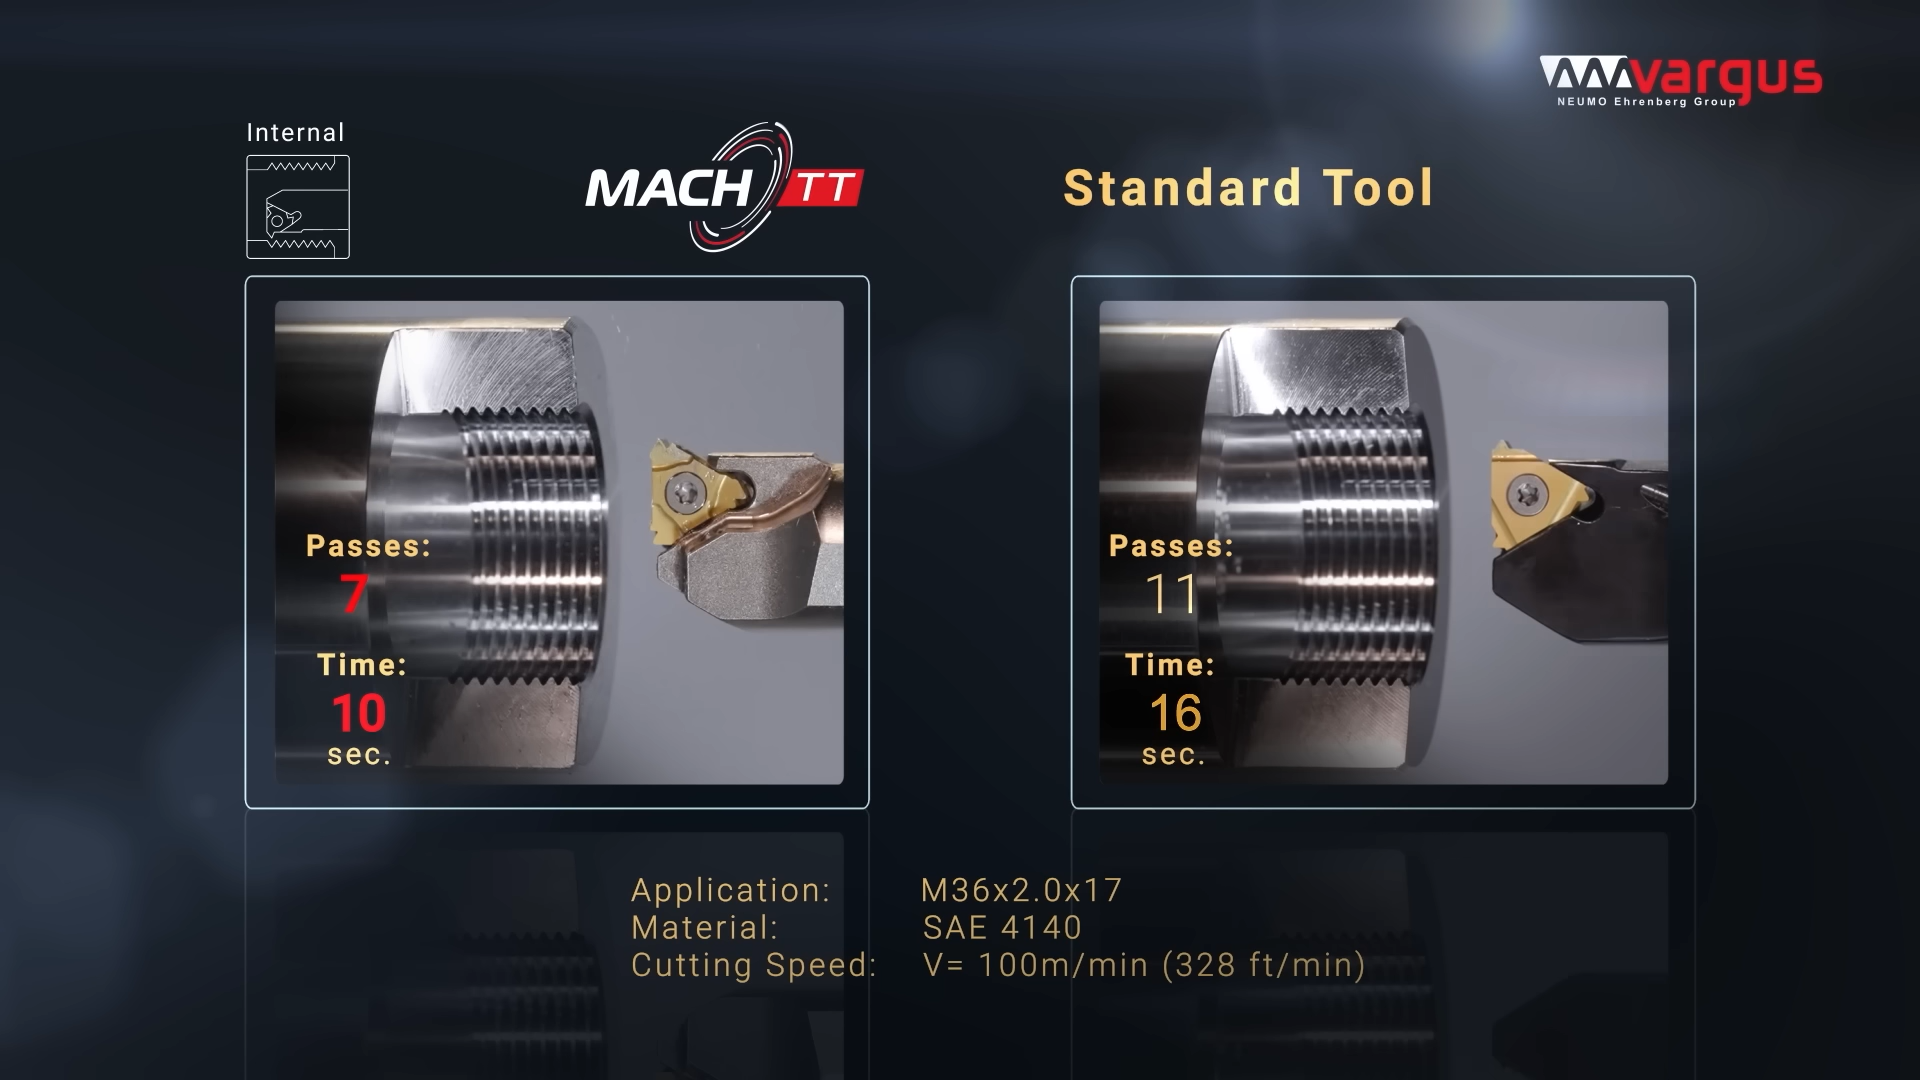 vargus
NEUMO Ehrenberg Group
Internal
MACH TT
Standard Tool
Passes:
7
Time:
10
sec.
Passes:
11
Time:
16
sec.
Application: M36x2.0x17
Material: SAE 4140
Cutting Speed: V= 100m/min (328 ft/min)